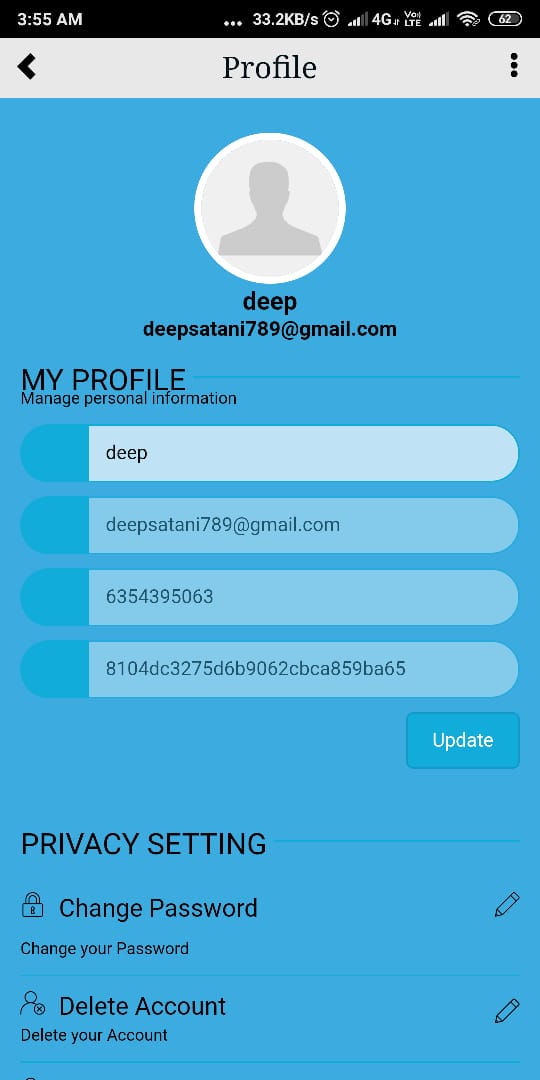 3:55 AM
... 33.2KB/s 4G Vo) LTE 62
Profile
deep
deepsatani789@gmail.com
MY PROFILE
Manage personal information
deep
deepsatani789@gmail.com
6354395063
8104dc3275d6b9062cbca859ba65
Update
PRIVACY SETTING
Change Password
Change your Password
Delete Account
Delete your Account